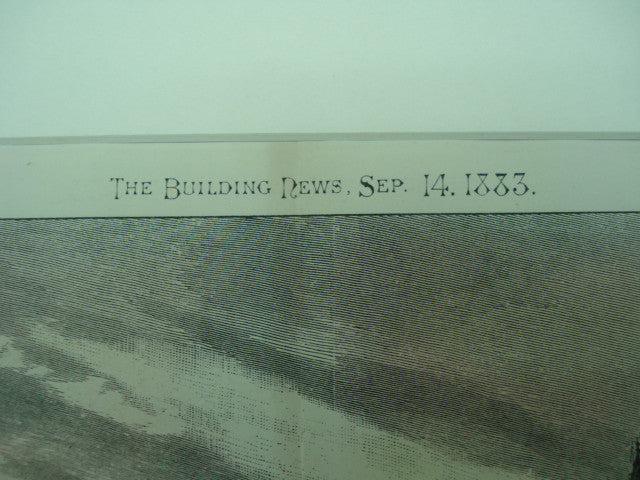 The Building News, Sep. 14. 1883.